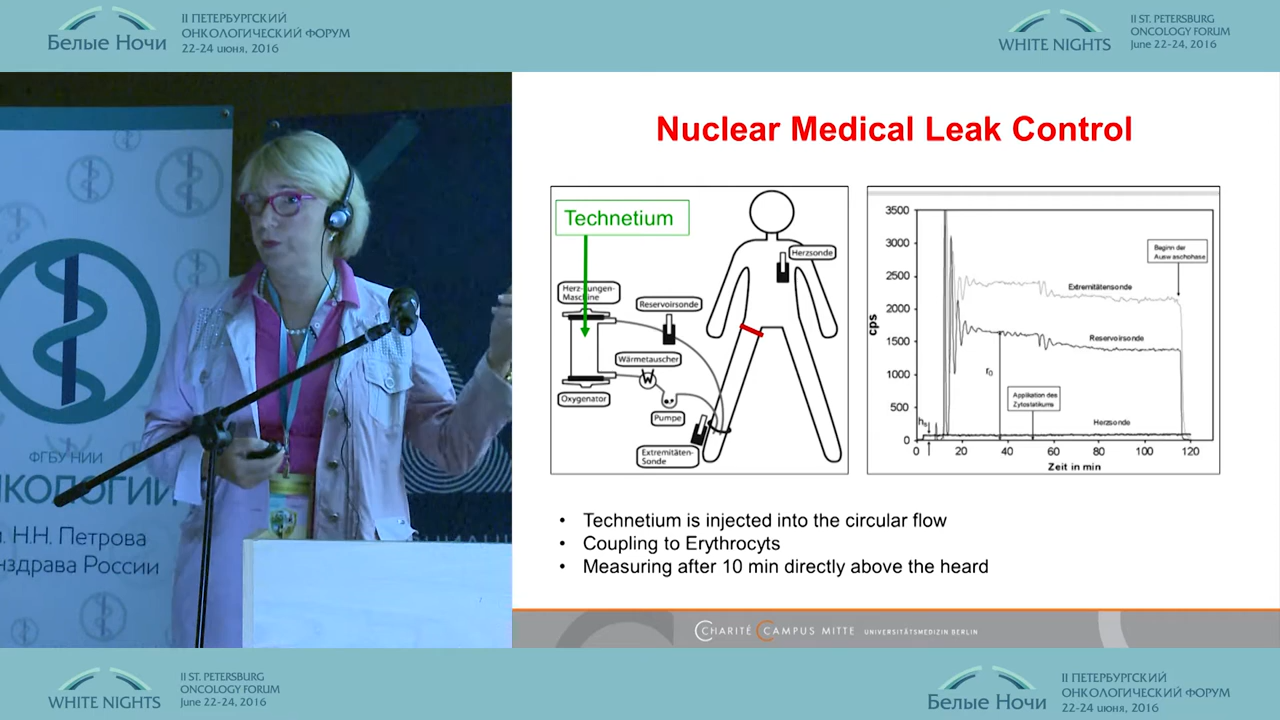 Белые Ночи
II ПЕТЕРБУРГСКИЙ
ОНКОЛОГИЧЕСКИЙ ФОРУМ
22-24 июня, 2016
WHITE NIGHTS
II ST. PETERSBURG
ONCOLOGY FORUM
June 22-24, 2016
ФГБУ НИИ
Н.Н. Петрова
России
Nuclear Medical Leak Control
Technetium
Herzsonde
Reservoirsonde
Wärmetauscher
W
Oxygenator
Pumpe
Extremitäten-
Sonde
3500
3000
2500
2000
1500
1000
500
0
cps
Beginn der
Extremitätensonde
Reservoirsonde
r0
Applikation des
Zytostatikums
Herzsonde
0 20 40 60 80 100 120
Zeit in min
• Technetium is injected into the circular flow
• Coupling to Erythrocyts
• Measuring after 10 min directly above the heard
CHARITÉ CAMPUS MITTE UNIVERSITÄTSMEDIZIN BERLIN
WHITE NIGHTS
II ST. PETERSBURG
ONCOLOGY FORUM
June 22-24, 2016
Белые Ночи
II ПЕТЕРБУРГСКИЙ
ОНКОЛОГИЧЕСКИЙ ФОРУМ
22-24 июня, 2016